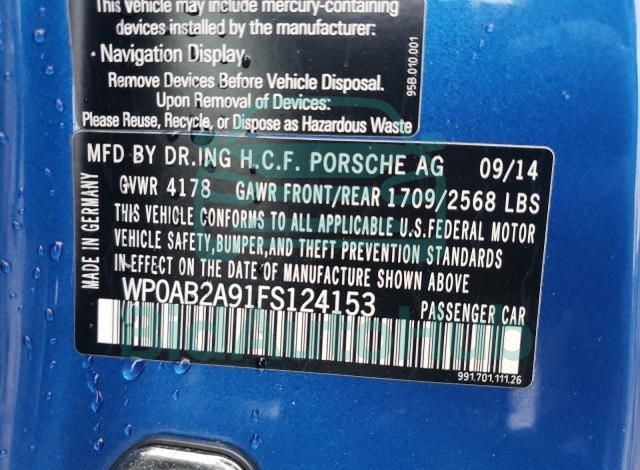 This vehicle may include mercury-containing
devices installed by the manufacturer:
· Navigation Display
Remove Devices Before Vehicle Disposal.
Upon Removal of Devices:
Please Reuse, Recycle, or Dispose as Hazardous Waste
95B.010.001
MFD BY DR.ING H.C.F. PORSCHE AG 09/14
GVWR 4178 GAWR FRONT/REAR 1709/2568 LBS
THIS VEHICLE CONFORMS TO ALL APPLICABLE U.S.FEDERAL MOTOR
VEHICLE SAFETY,BUMPER,AND THEFT PREVENTION STANDARDS
IN EFFECT ON THE DATE OF MANUFACTURE SHOWN ABOVE
WP0AB2A91FS124153 PASSENGER CAR
MADE IN GERMANY
991.701.111.26
BidAutoHub